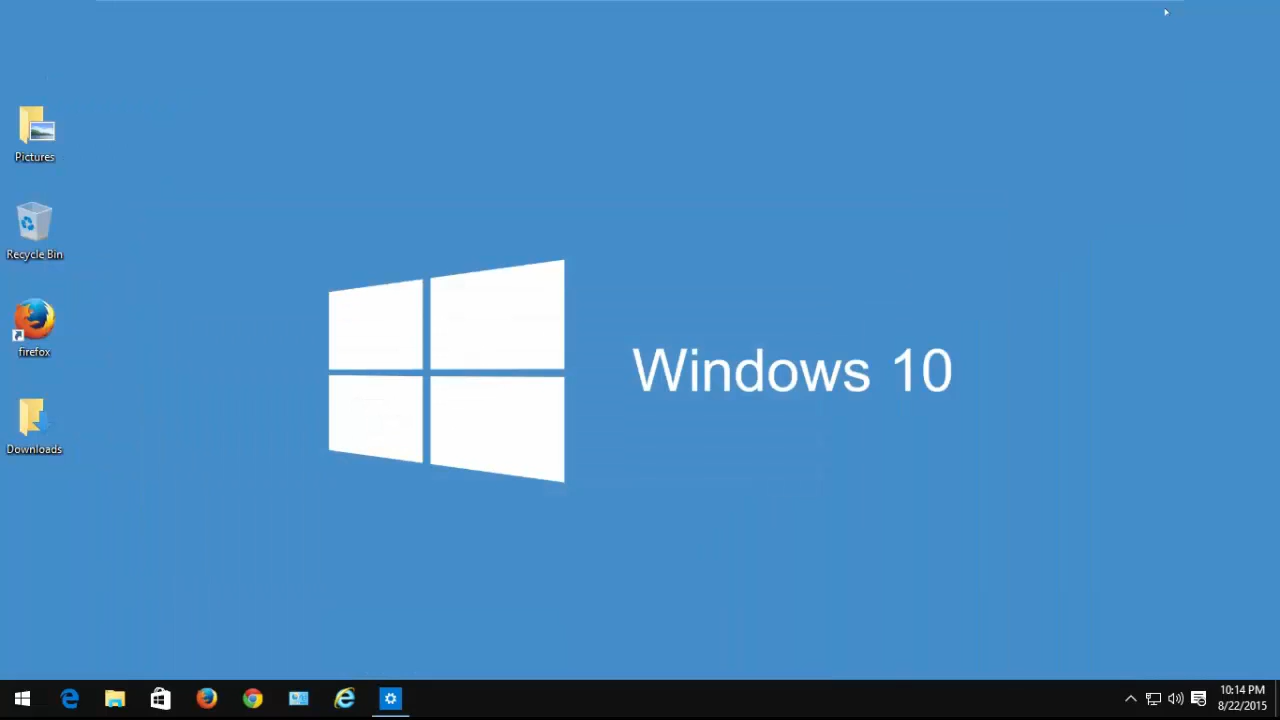 Pictures
Recycle Bin
firefox
Downloads
Windows 10
10:14 PM
8/22/2015